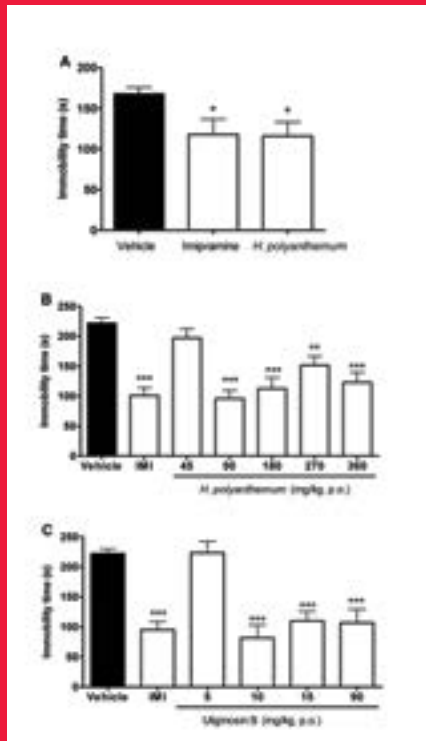 A
Immobility time (s)
200
150
100
50
0
Vehicle Imipramine H. polyanthemum
* *
B
Immobility time (s)
250
200
150
100
50
0
*** *** *** ** ***
Vehicle IMI 45 90 180 270 360
H. polyanthemum (mg/kg, p.o.)
C
Immobility time (s)
250
200
150
100
50
0
*** *** *** ***
Vehicle IMI 5 10 15 90
Uliginosin B (mg/kg, p.o.)